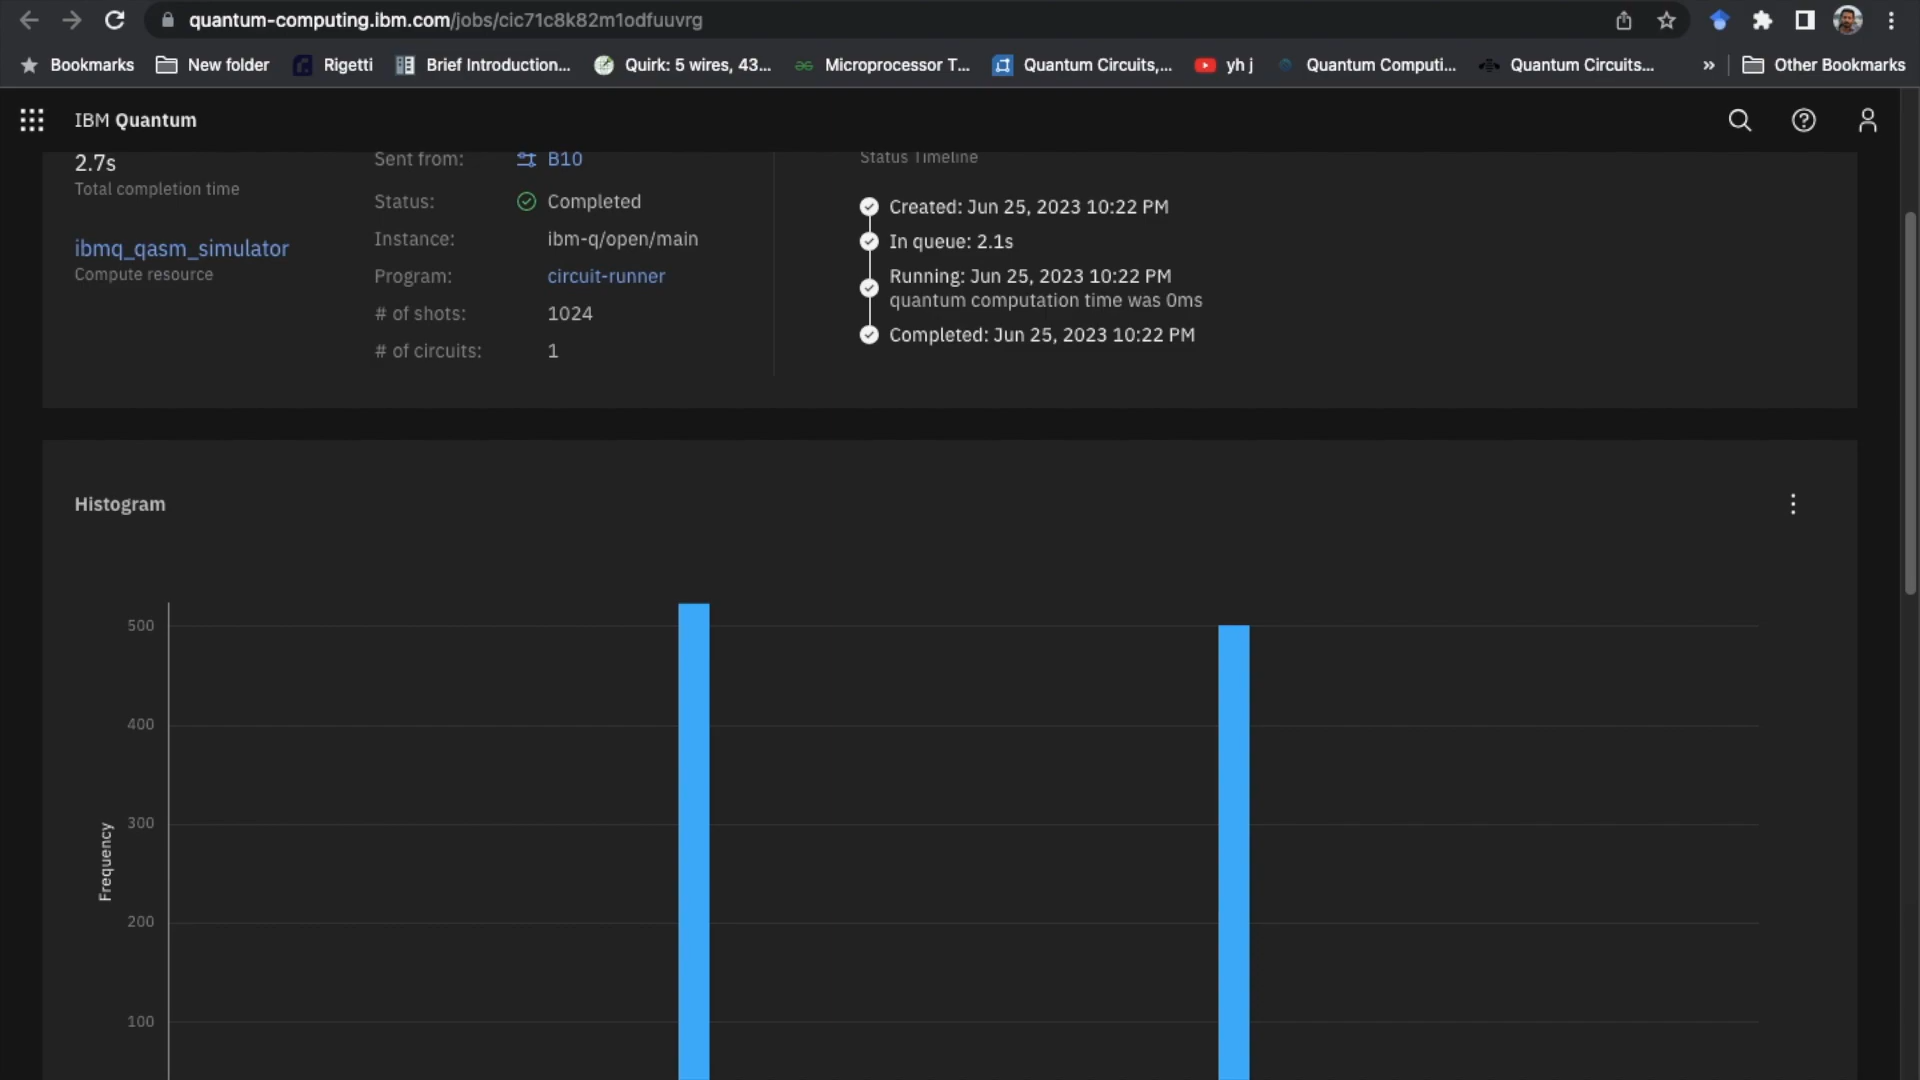 quantum-computing.ibm.com/jobs/cic71c8k82m1odfuuvrg
Bookmarks New folder Rigetti Brief Introduction... Quirk: 5 wires, 43... Microprocessor T... Quantum Circuits,... yh j Quantum Computi... Quantum Circuits... » Other Bookmarks
IBM Quantum
2.7s
Total completion time
ibmq_qasm_simulator
Compute resource
Sent from: B10
Status: Completed
Instance: ibm-q/open/main
Program: circuit-runner
# of shots: 1024
# of circuits: 1
Status Timeline
Created: Jun 25, 2023 10:22 PM
In queue: 2.1s
Running: Jun 25, 2023 10:22 PM
quantum computation time was 0ms
Completed: Jun 25, 2023 10:22 PM
Histogram
Frequency
500
400
300
200
100